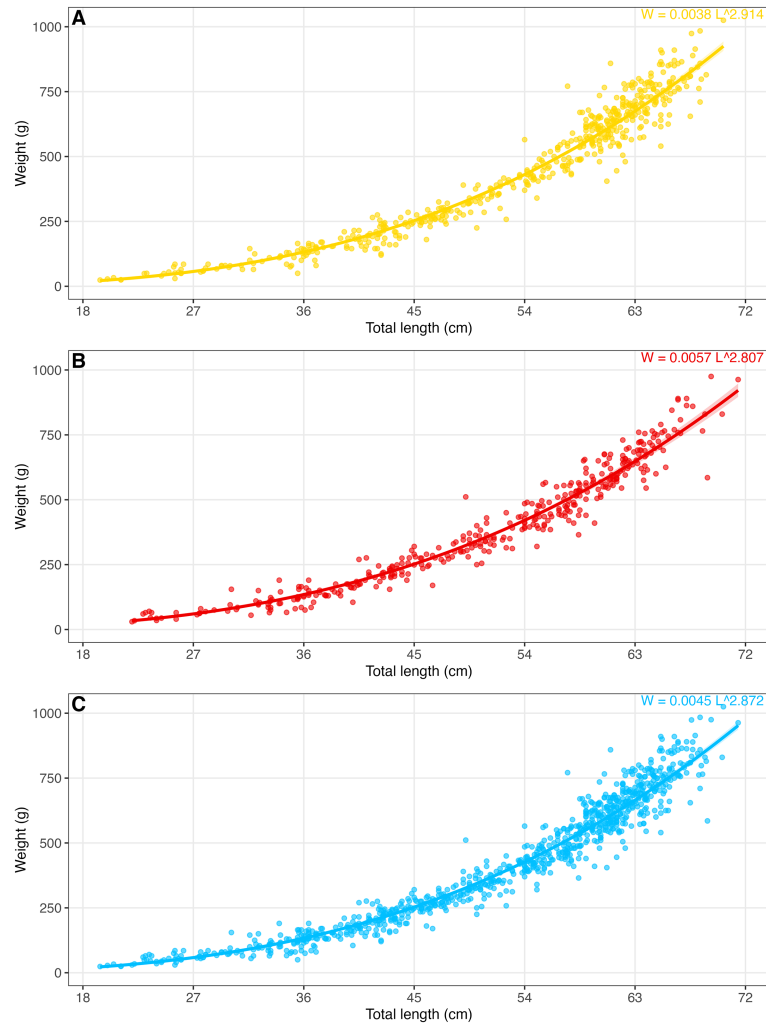 A
W = 0.0038 L^2.914
1000
750
500
250
0
Weight (g)
18 27 36 45 54 63 72
Total length (cm)
B
W = 0.0057 L^2.807
1000
750
500
250
0
Weight (g)
18 27 36 45 54 63 72
Total length (cm)
C
W = 0.0045 L^2.872
1000
750
500
250
0
Weight (g)
18 27 36 45 54 63 72
Total length (cm)